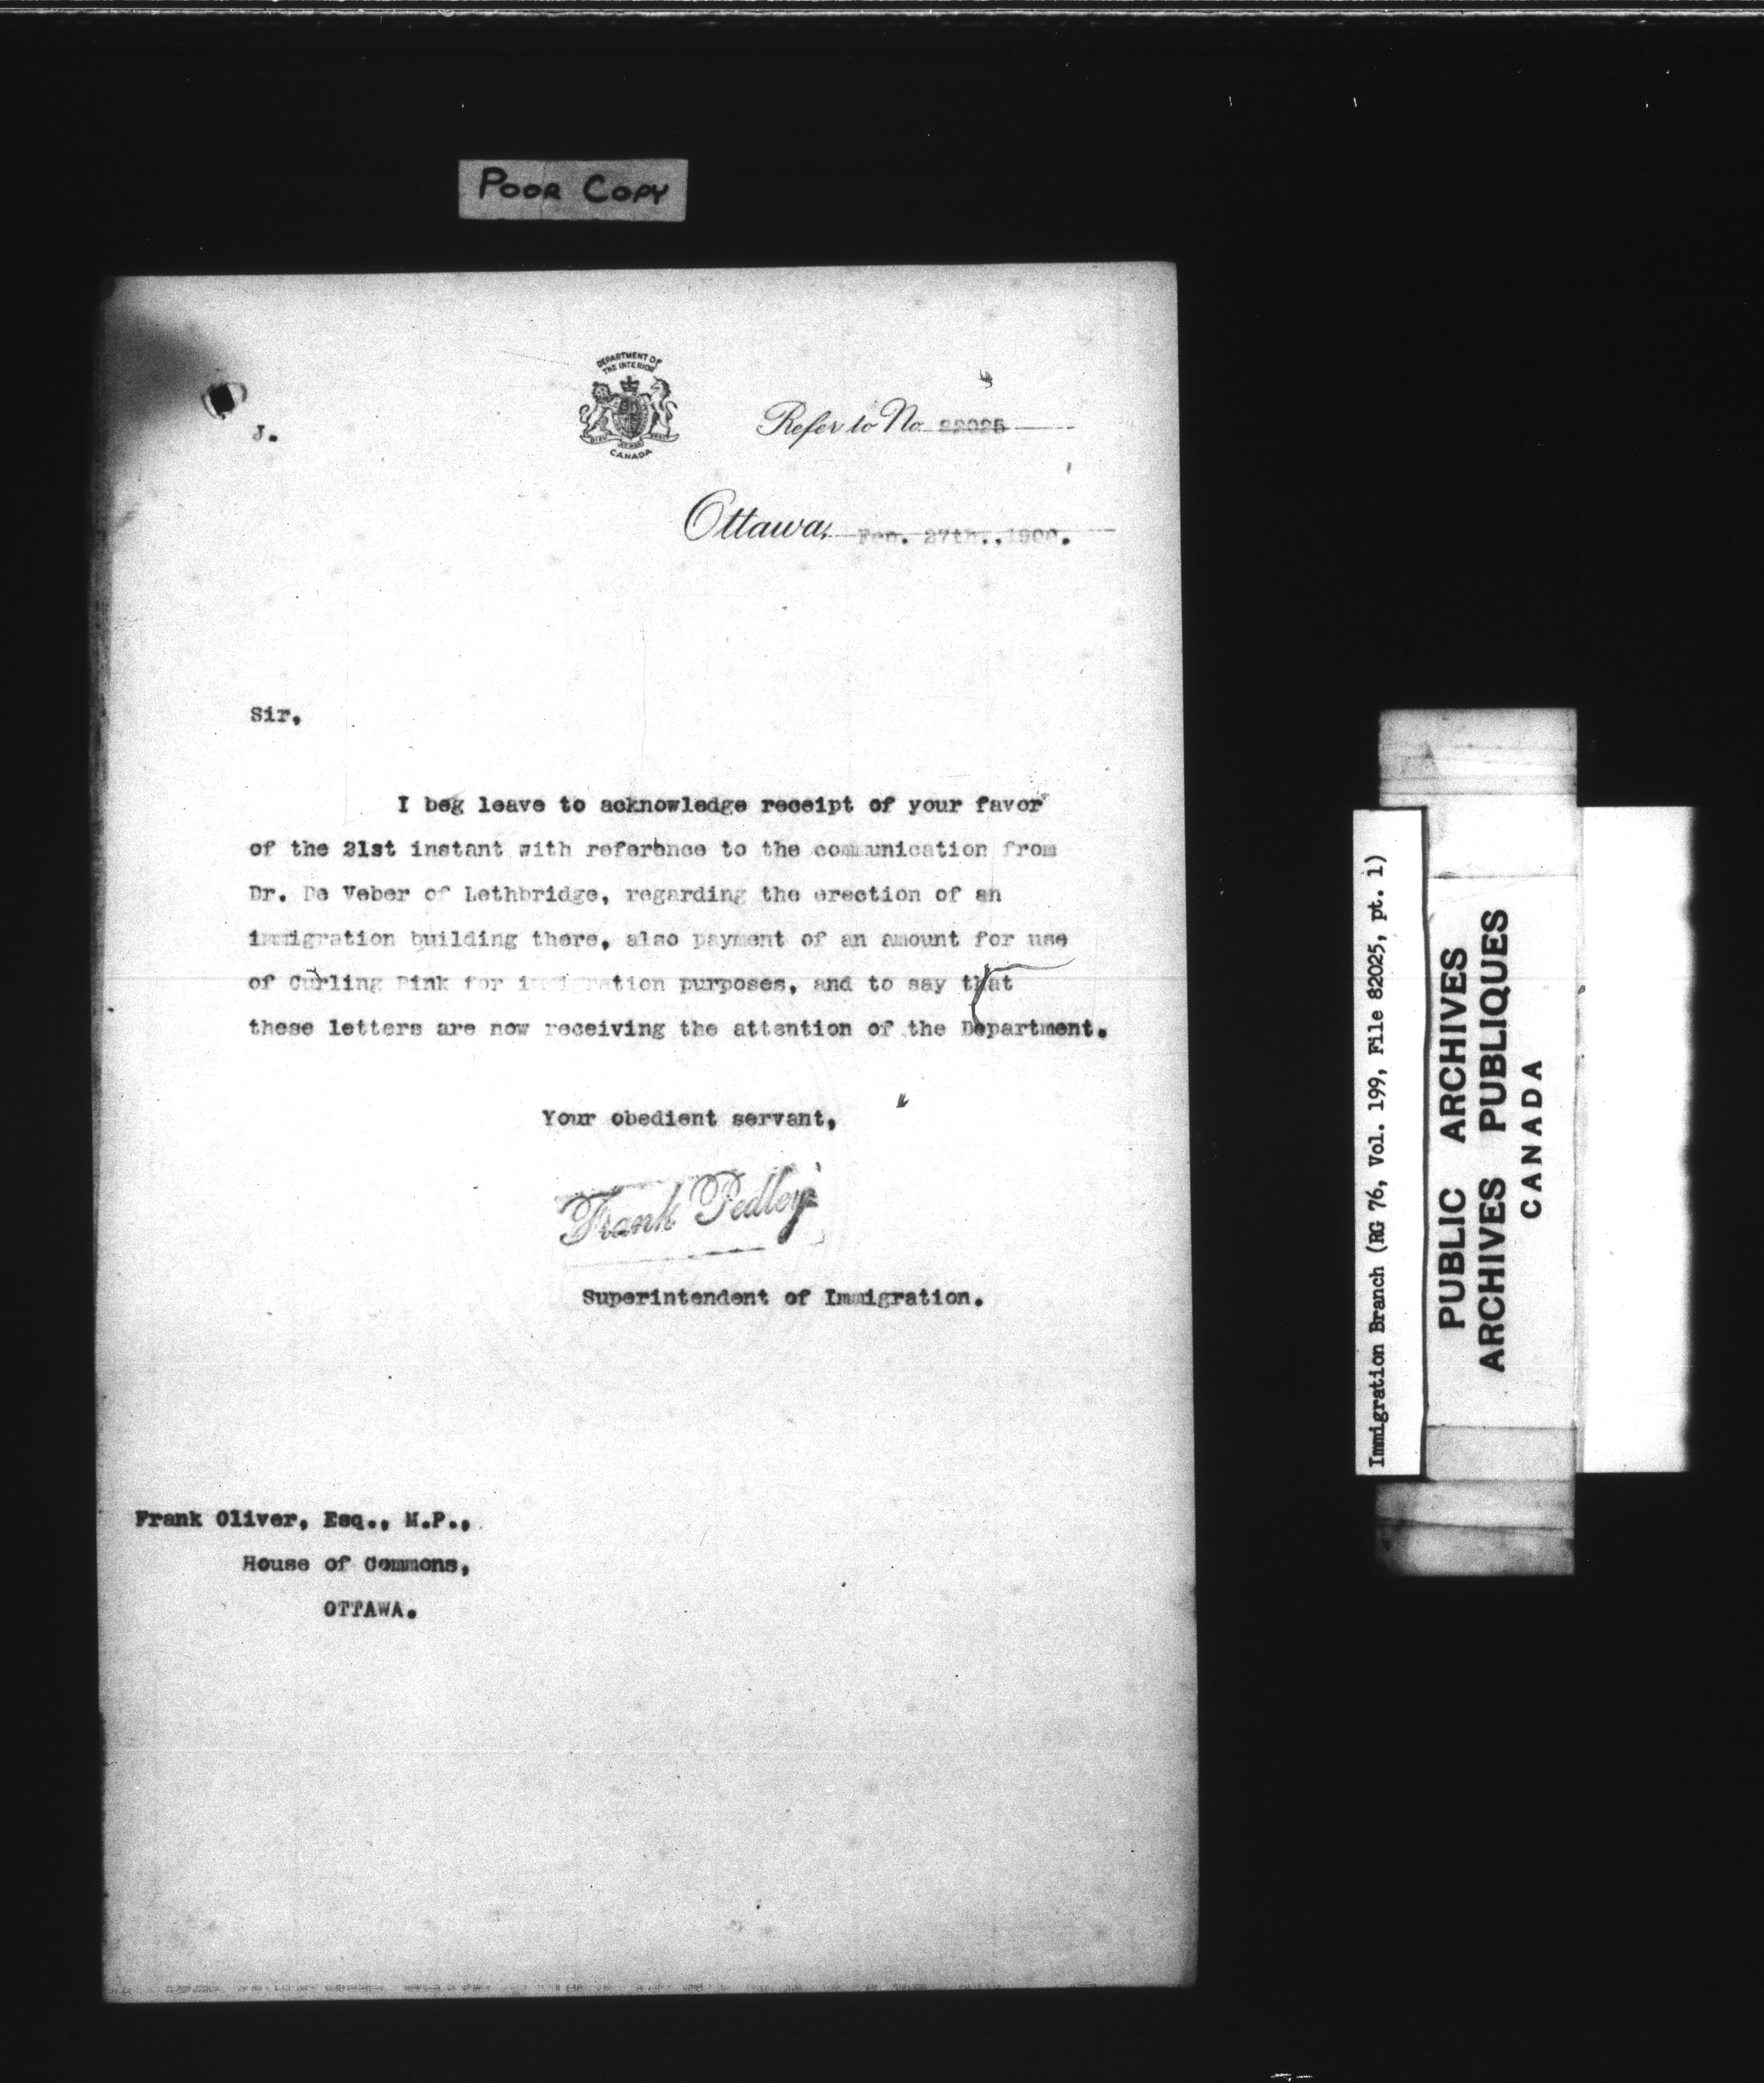 POOR COPY
DEPARTMENT OF
THE INTERIOR
CANADA
J.
Refer to No 82025
Ottawa, Feb. 27th., 1900.
Sir,
I beg leave to acknowledge receipt of your favor
of the 21st instant with reference to the communication from
Dr. De Veber of Lethbridge, regarding the erection of an
immigration building there, also payment of an amount for use
of Curling Rink for immigration purposes, and to say that
these letters are now receiving the attention of the Department.
Your obedient servant,
Frank Pedley
Superintendent of Immigration.
Frank Oliver, Esq., M.P.,
House of Commons,
OTTAWA.
Immigration Branch (RG 76, Vol. 199, File 82025, pt. 1)
PUBLIC ARCHIVES
ARCHIVES PUBLIQUES
CANADA